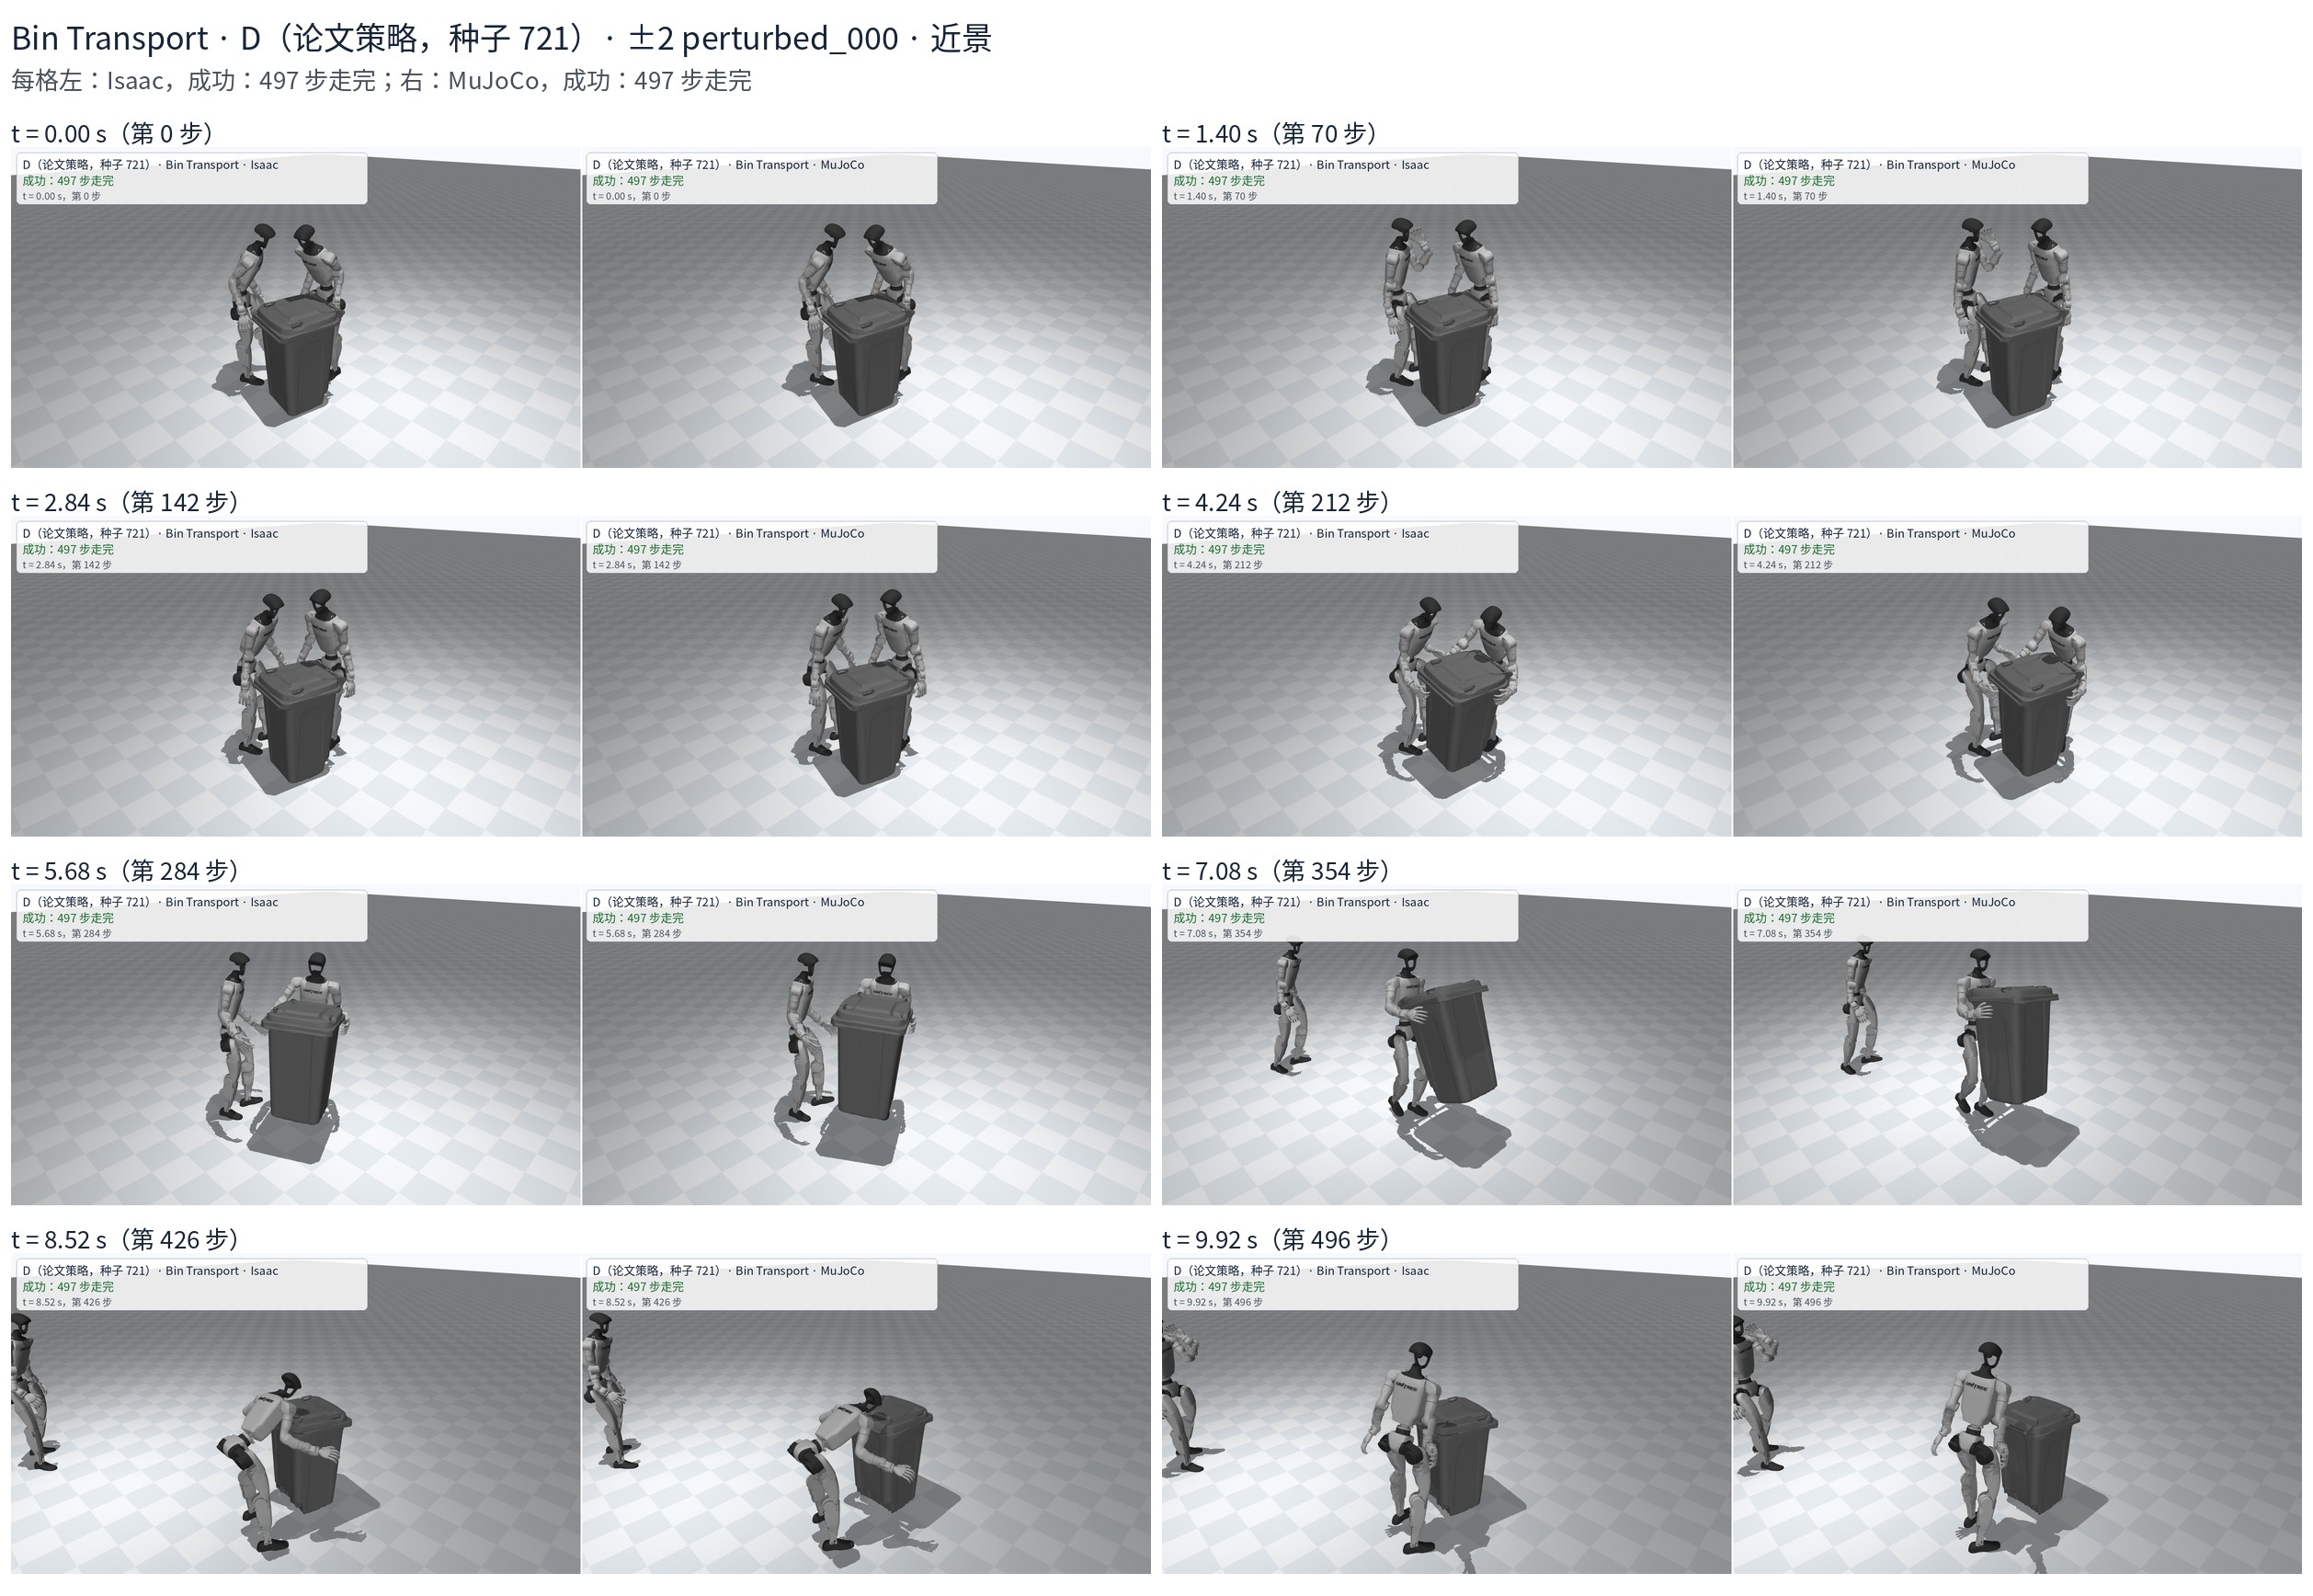 Bin Transport · D（论文策略，种子 721）· ±2 perturbed_000 · 近景
每格左：Isaac，成功：497 步走完；右：MuJoCo，成功：497 步走完
t = 0.00 s（第 0 步）
D（论文策略，种子 721）· Bin Transport · Isaac
成功：497 步走完
t = 0.00 s，第 0 步
D（论文策略，种子 721）· Bin Transport · MuJoCo
成功：497 步走完
t = 0.00 s，第 0 步
t = 1.40 s（第 70 步）
D（论文策略，种子 721）· Bin Transport · Isaac
成功：497 步走完
t = 1.40 s，第 70 步
D（论文策略，种子 721）· Bin Transport · MuJoCo
成功：497 步走完
t = 1.40 s，第 70 步
t = 2.84 s（第 142 步）
D（论文策略，种子 721）· Bin Transport · Isaac
成功：497 步走完
t = 2.84 s，第 142 步
D（论文策略，种子 721）· Bin Transport · MuJoCo
成功：497 步走完
t = 2.84 s，第 142 步
t = 4.24 s（第 212 步）
D（论文策略，种子 721）· Bin Transport · Isaac
成功：497 步走完
t = 4.24 s，第 212 步
D（论文策略，种子 721）· Bin Transport · MuJoCo
成功：497 步走完
t = 4.24 s，第 212 步
t = 5.68 s（第 284 步）
D（论文策略，种子 721）· Bin Transport · Isaac
成功：497 步走完
t = 5.68 s，第 284 步
D（论文策略，种子 721）· Bin Transport · MuJoCo
成功：497 步走完
t = 5.68 s，第 284 步
t = 7.08 s（第 354 步）
D（论文策略，种子 721）· Bin Transport · Isaac
成功：497 步走完
t = 7.08 s，第 354 步
D（论文策略，种子 721）· Bin Transport · MuJoCo
成功：497 步走完
t = 7.08 s，第 354 步
t = 8.52 s（第 426 步）
D（论文策略，种子 721）· Bin Transport · Isaac
成功：497 步走完
t = 8.52 s，第 426 步
D（论文策略，种子 721）· Bin Transport · MuJoCo
成功：497 步走完
t = 8.52 s，第 426 步
t = 9.92 s（第 496 步）
D（论文策略，种子 721）· Bin Transport · Isaac
成功：497 步走完
t = 9.92 s，第 496 步
D（论文策略，种子 721）· Bin Transport · MuJoCo
成功：497 步走完
t = 9.92 s，第 496 步